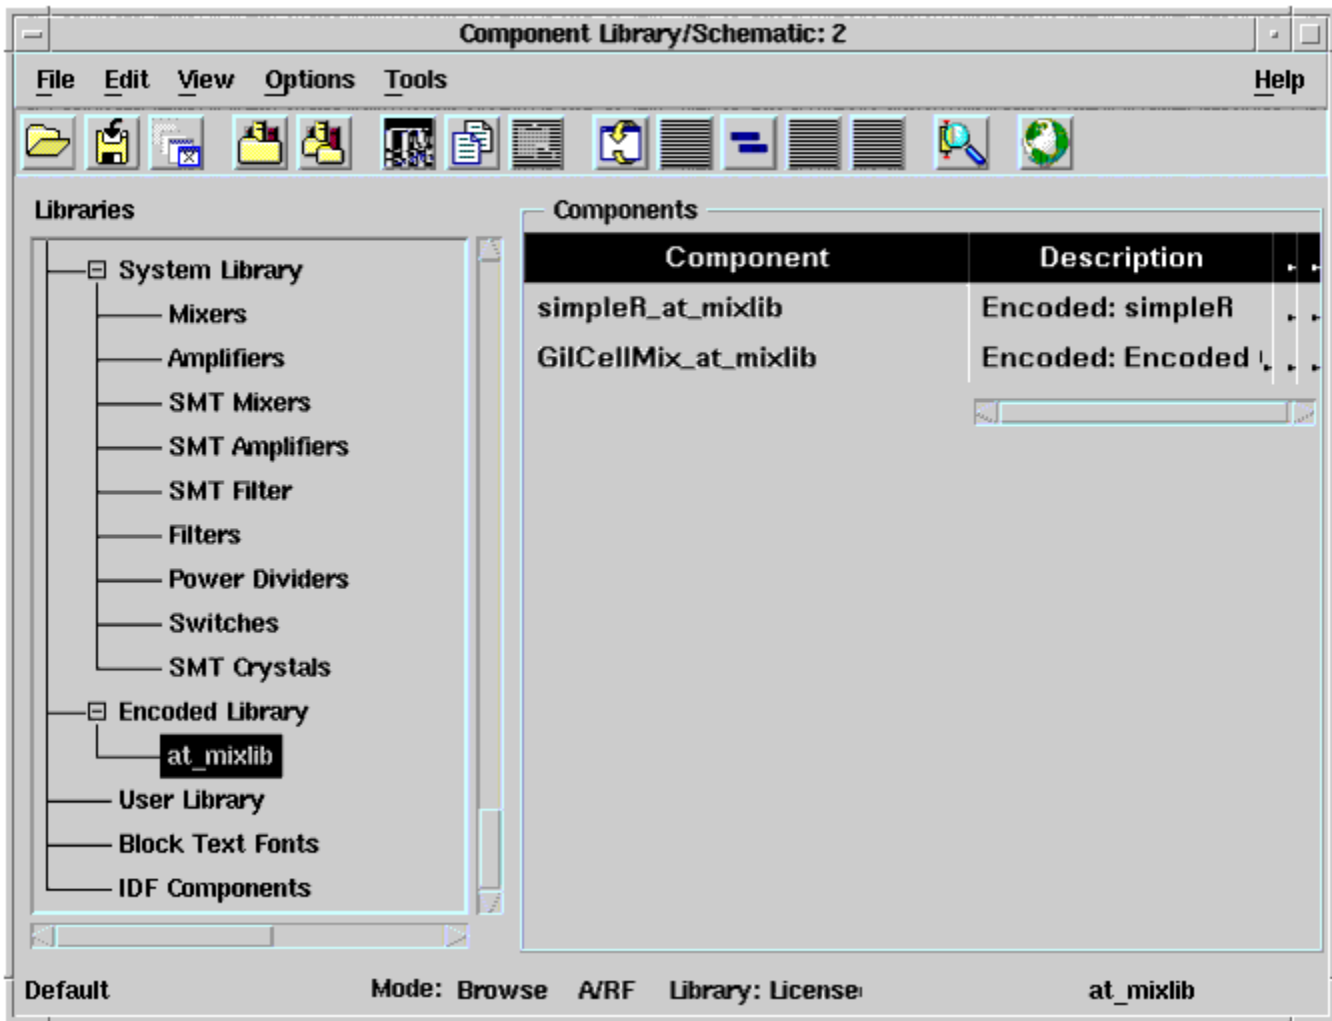 Component Library/Schematic: 2
File Edit View Options Tools Help
Libraries
System Library
Mixers
Amplifiers
SMT Mixers
SMT Amplifiers
SMT Filter
Filters
Power Dividers
Switches
SMT Crystals
Encoded Library
at_mixlib
User Library
Block Text Fonts
IDF Components
Components
Component Description
simpleR_at_mixlib Encoded: simpleR
GilCellMix_at_mixlib Encoded: Encoded
Default Mode: Browse A/RF Library: License at_mixlib